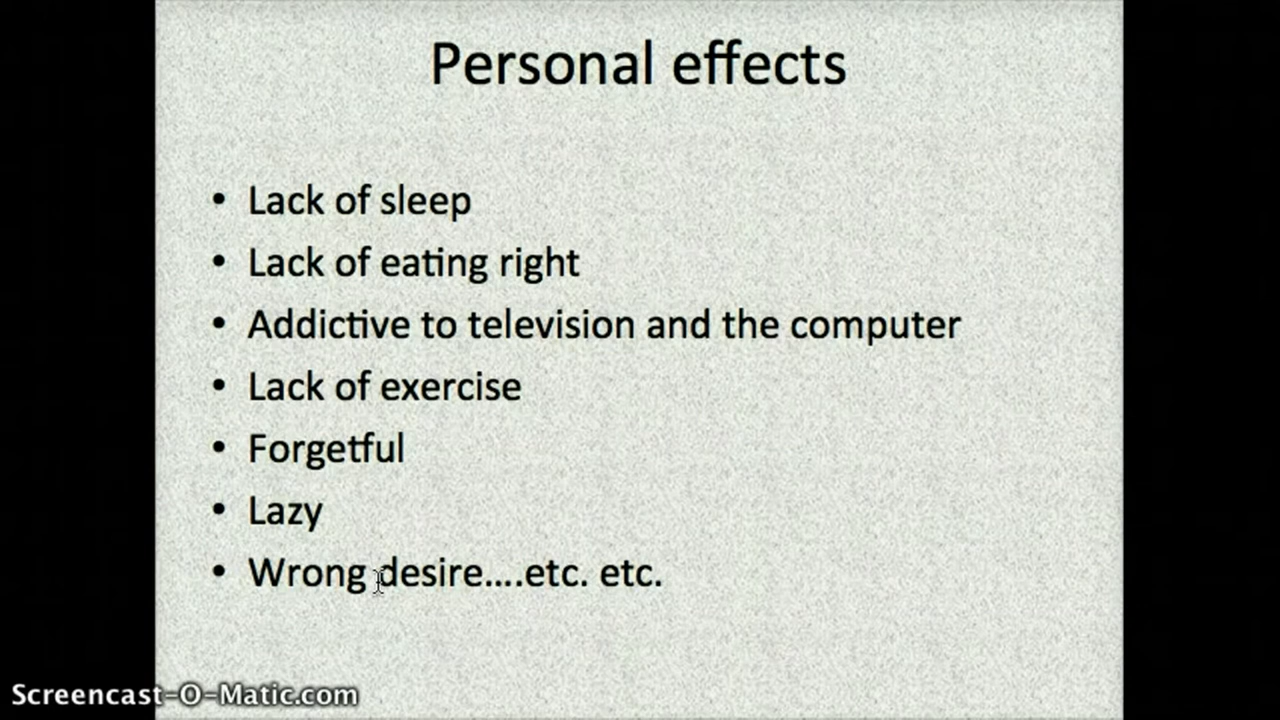 Personal effects
• Lack of sleep
• Lack of eating right
• Addictive to television and the computer
• Lack of exercise
• Forgetful
• Lazy
• Wrong desire….etc. etc.
Screencast-O-Matic.com